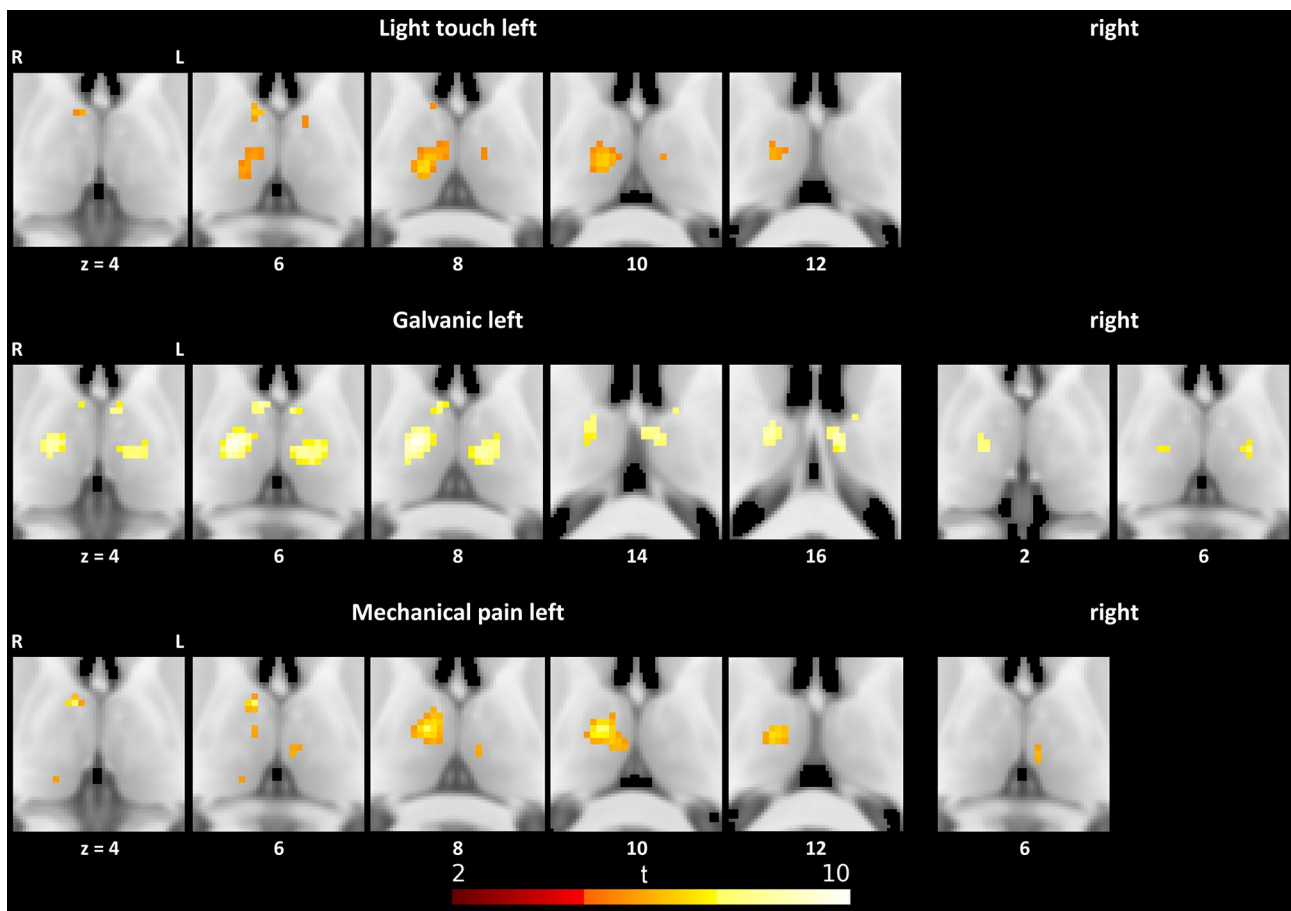 Light touch left right
R L
z = 4 6 8 10 12
Galvanic left right
R L
z = 4 6 8 14 16 2 6
Mechanical pain left right
R L
z = 4 6 8 10 12 6
2 t 10